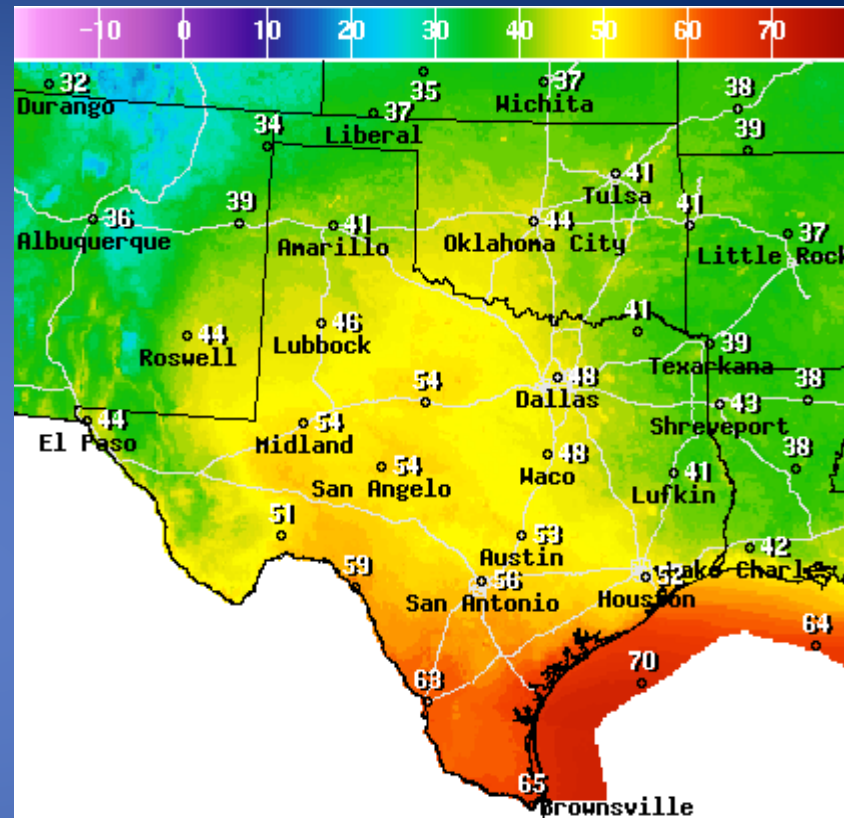 -10 0 10 20 30 40 50 60 70
32 35 37 38
Durango Wichita
37
Liberal
34 39
41
Tulsa
36 39 41 44 41 37
Albuquerque Amarillo Oklahoma City Little Rock
44 46 41
Roswell Lubbock 39
Texarkana
54 48 38
Dallas
44 54 43
El Paso Midland Shreveport
54 48 41 38
San Angelo Waco Lufkin
51 53 42
Austin Lake Charles
59 56 52
San Antonio Houston
64
70
63
65
Brownsville